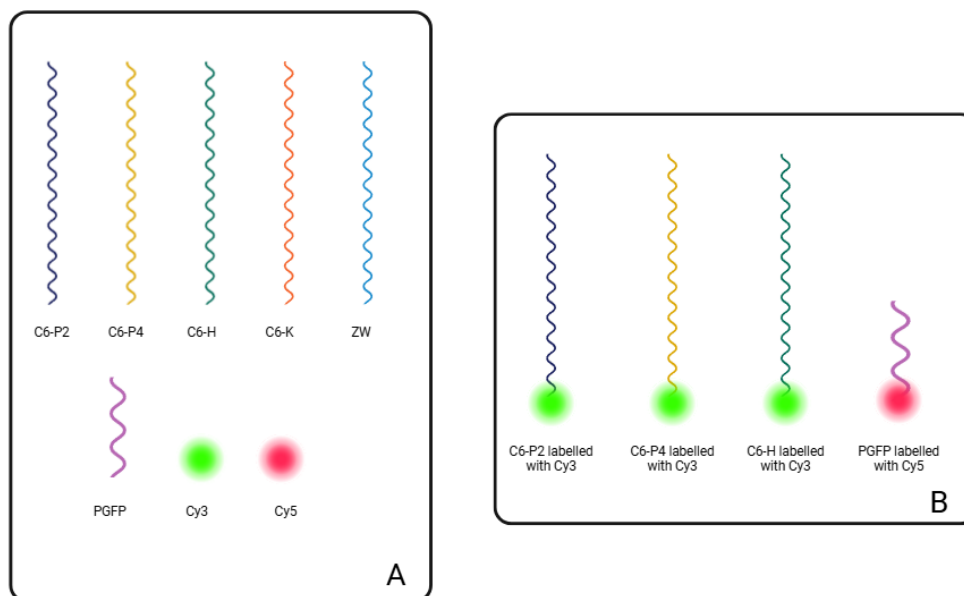 C6-P2 C6-P4 C6-H C6-K ZW
PGFP Cy3 Cy5
A
C6-P2 labelled with Cy3
C6-P4 labelled with Cy3
C6-H labelled with Cy3
PGFP labelled with Cy5
B